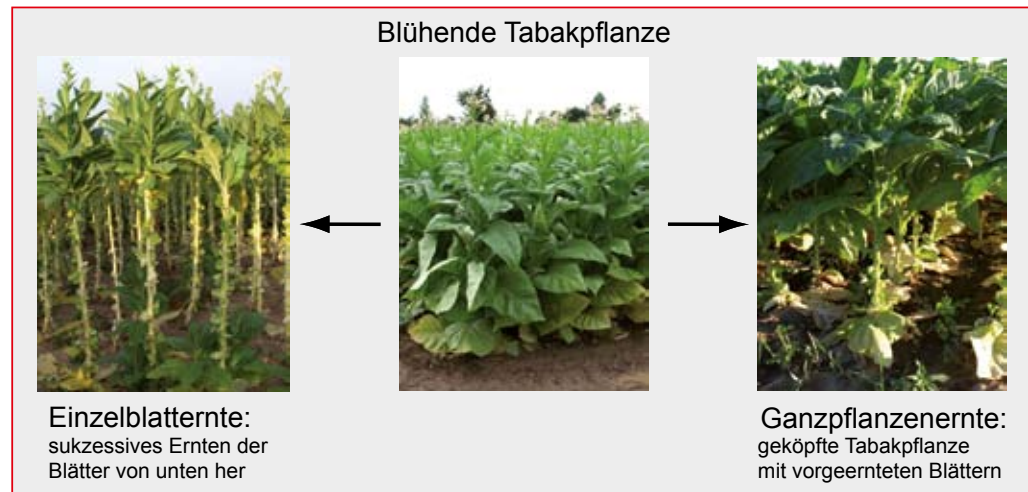 Blühende Tabakpflanze
Einzelblatternte:
sukzessives Ernten der
Blätter von unten her
Ganzpflanzenernte:
geköpfte Tabakpflanze
mit vorgeernteten Blättern